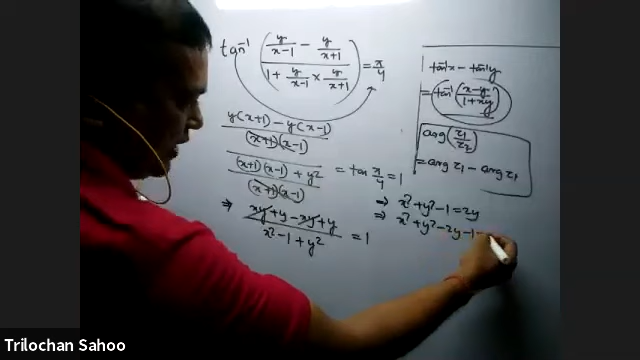 tan⁻¹ ( (y/(x-1) - y/(x+1)) / (1 + y/(x-1) × y/(x+1)) ) = π/4
(y(x+1) - y(x-1)) / ((x+1)(x-1))
((x+1)(x-1) + y²) / ((x+1)(x-1)) = tan π/4 = 1
⇒ (xy + y - xy + y) / (x² - 1 + y²) = 1
tan⁻¹x - tan⁻¹y
= tan⁻¹ ( (x-y) / (1+xy) )
arg (z₁/z₂)
= arg z₁ - arg z₁
⇒ x² + y² - 1 = 2y
⇒ x² + y² - 2y - 1 =
Trilochan Sahoo